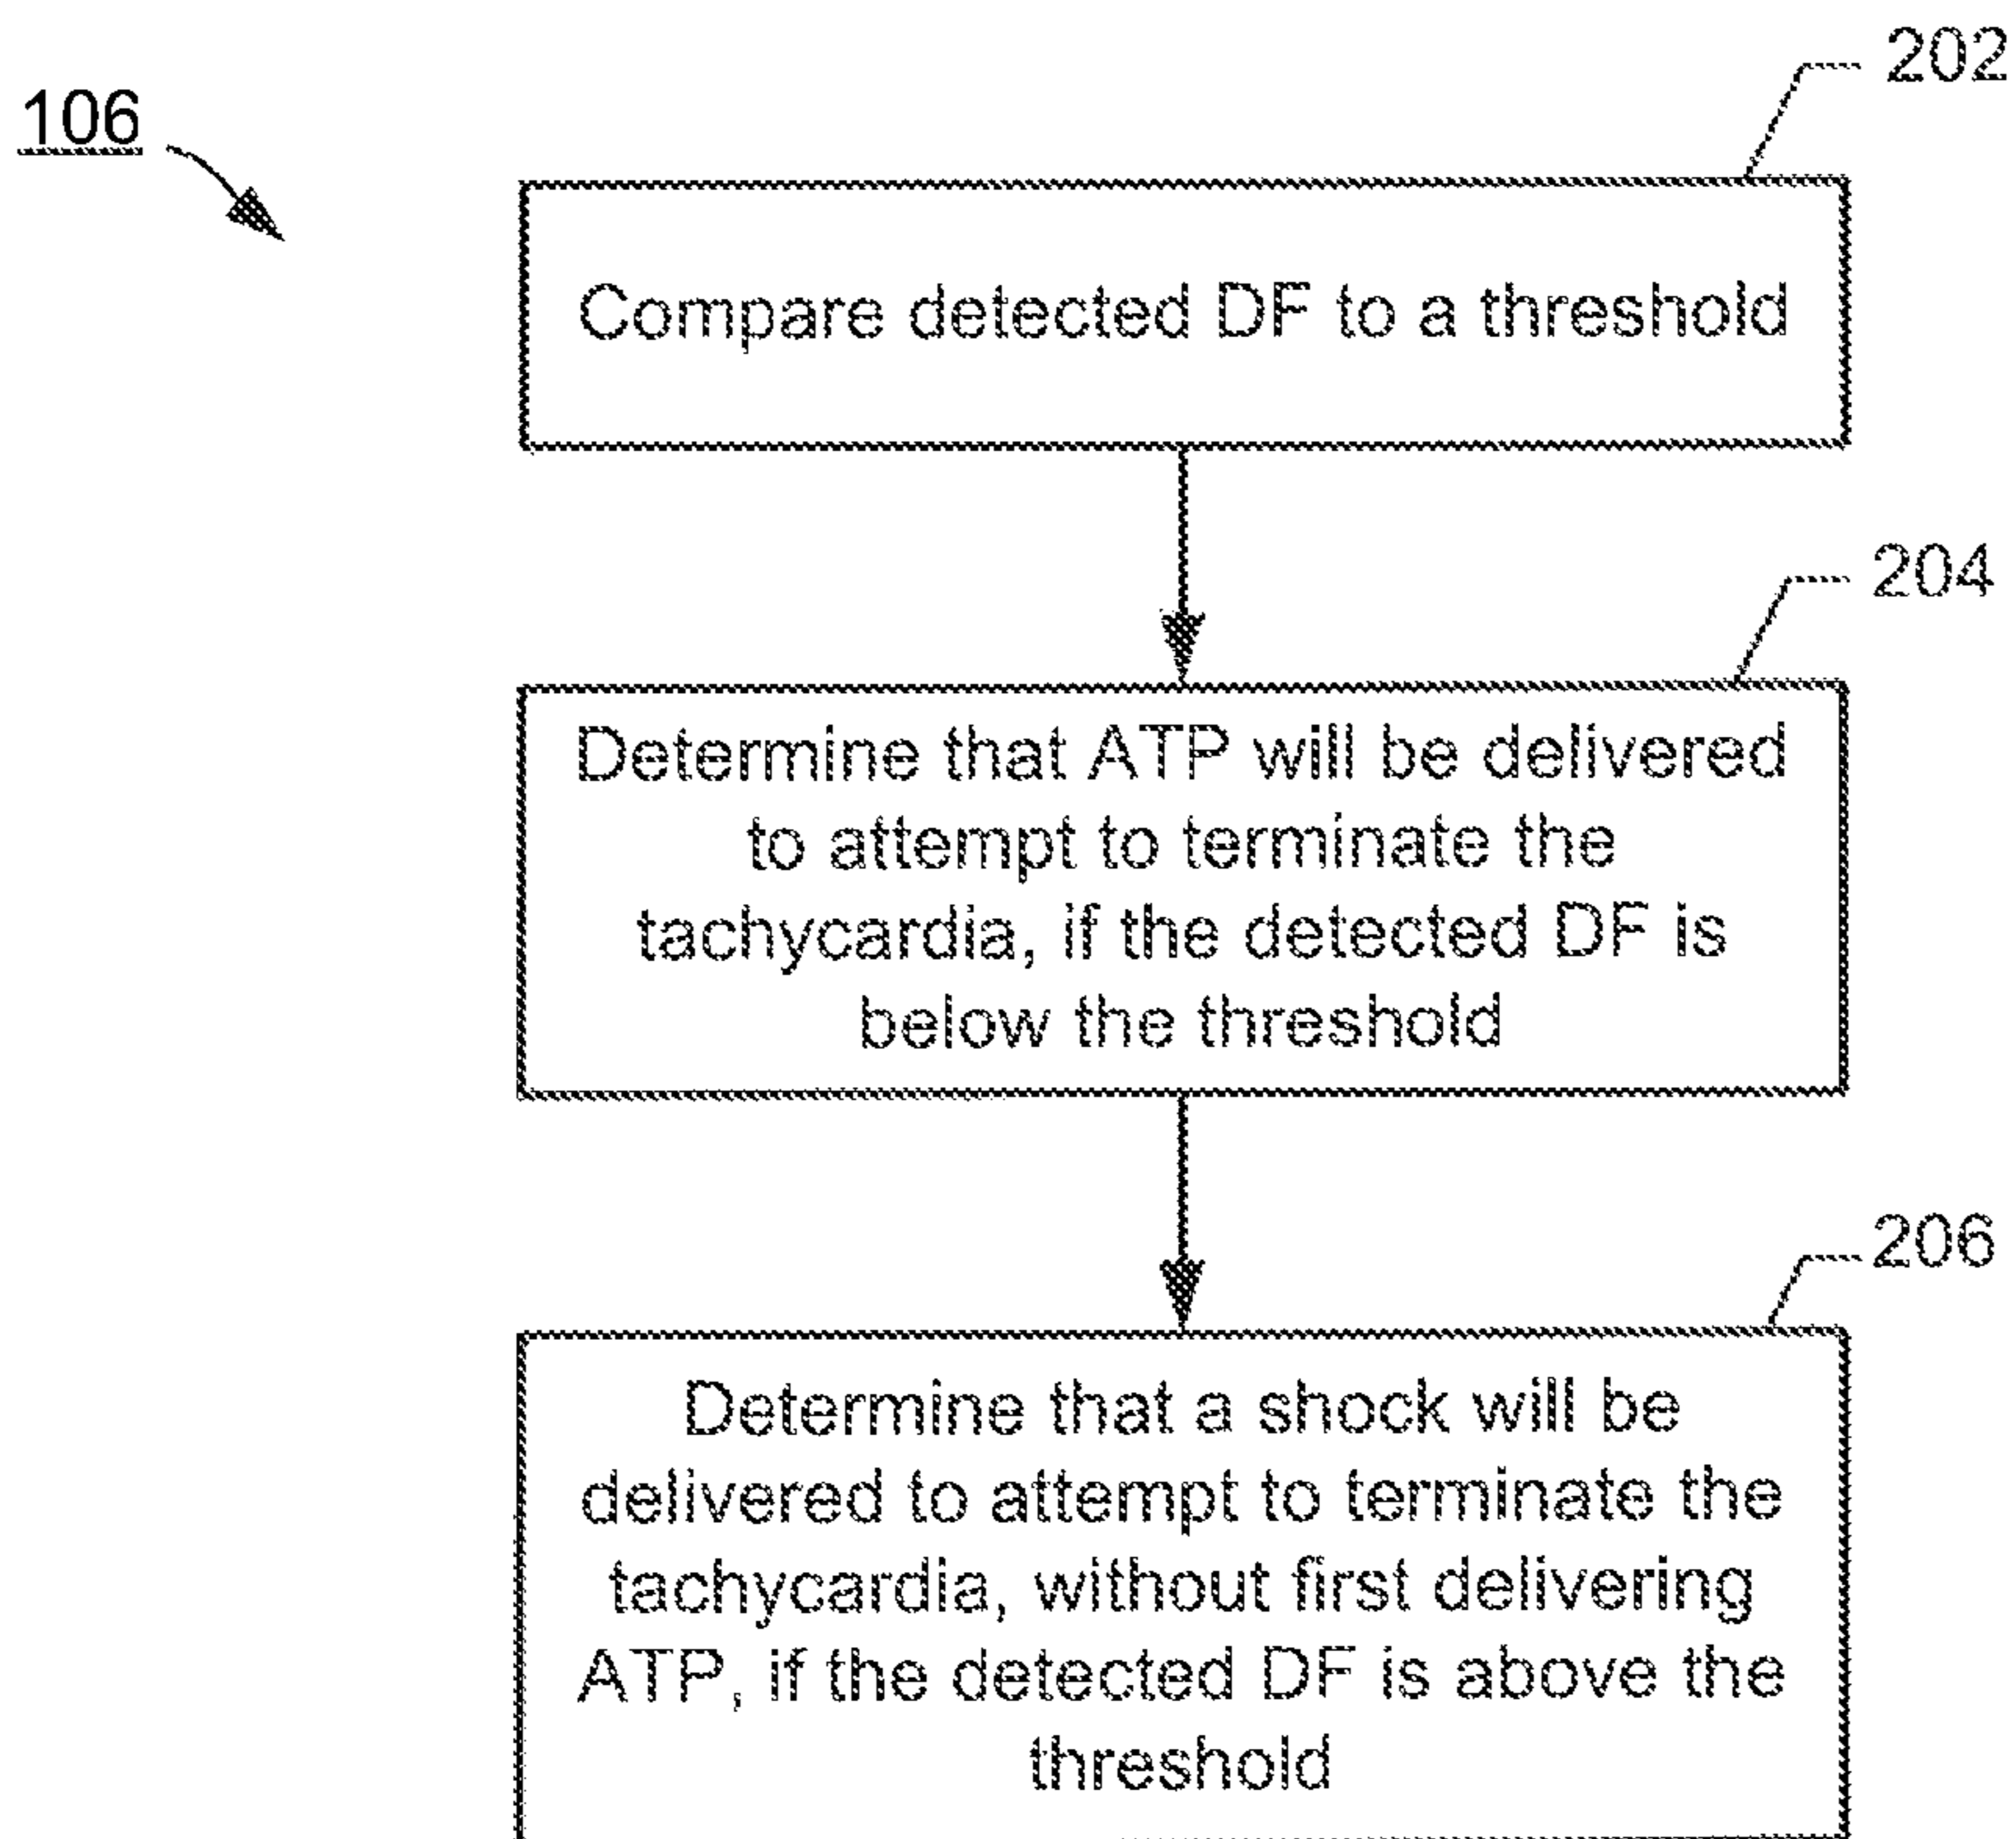 106
202
Compare detected DF to a threshold
204
Determine that ATP will be delivered
to attempt to terminate the
tachycardia, if the detected DF is
below the threshold
206
Determine that a shock will be
delivered to attempt to terminate the
tachycardia, without first delivering
ATP, if the detected DF is above the
threshold